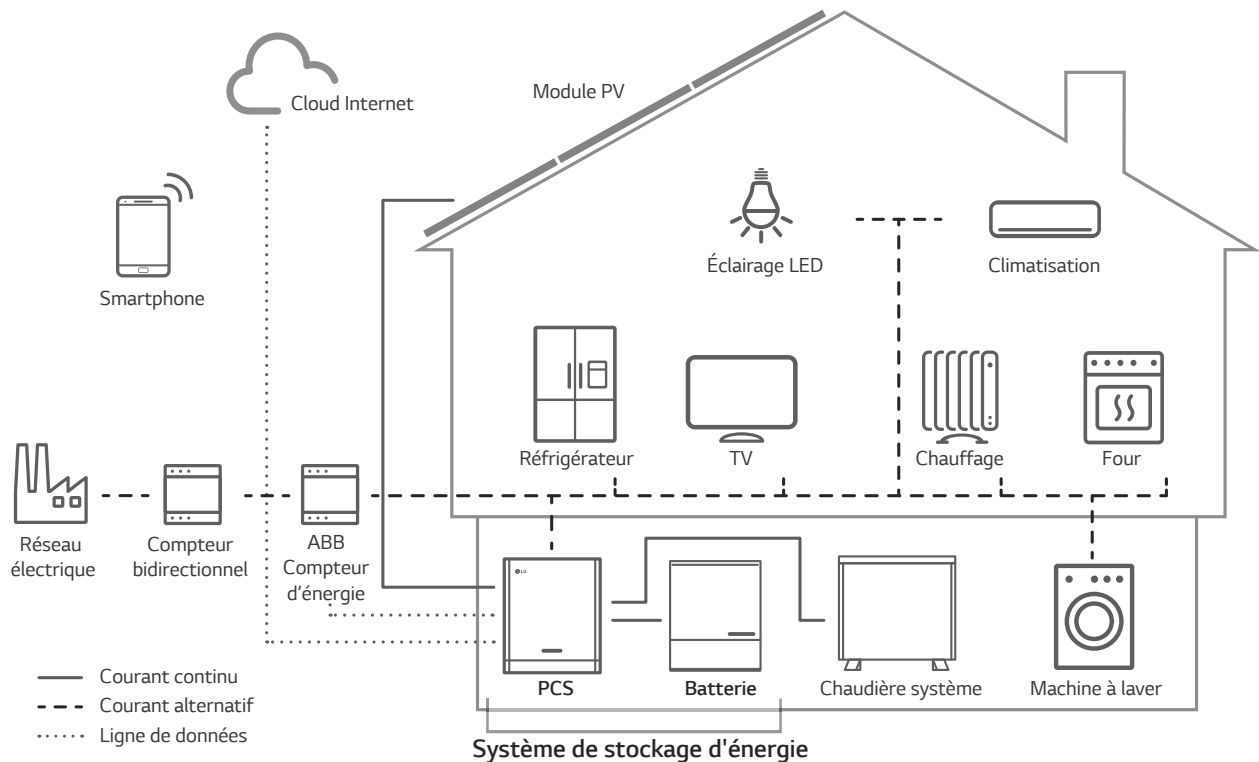 Cloud Internet
Module PV
Smartphone
Éclairage LED
Climatisation
Réfrigérateur
TV
Chauffage
Four
Réseau
électrique
Compteur
bidirectionnel
ABB
Compteur
d'énergie
LG
PCS
Batterie
Chaudière système
Machine à laver
Courant continu
Courant alternatif
Ligne de données
Système de stockage d'énergie